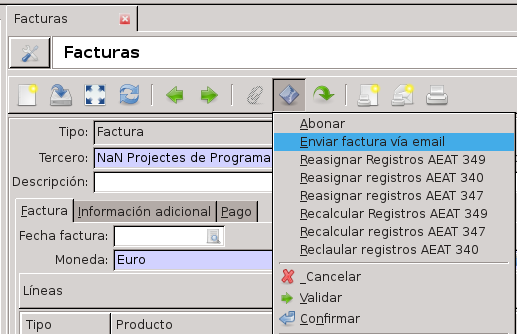 Facturas
Facturas
Tipo: Factura
Tercero: NaN Projectes de Programa
Descripción:
Factura Información adicional Pago
Fecha factura:
Moneda: Euro
Líneas
Tipo Producto
Abonar
Enviar factura vía email
Reasignar Registros AEAT 349
Reasignar registros AEAT 340
Reasignar registros AEAT 347
Recalcular Registros AEAT 349
Recalcular registros AEAT 347
Reclaular registros AEAT 340
_Cancelar
Validar
Confirmar